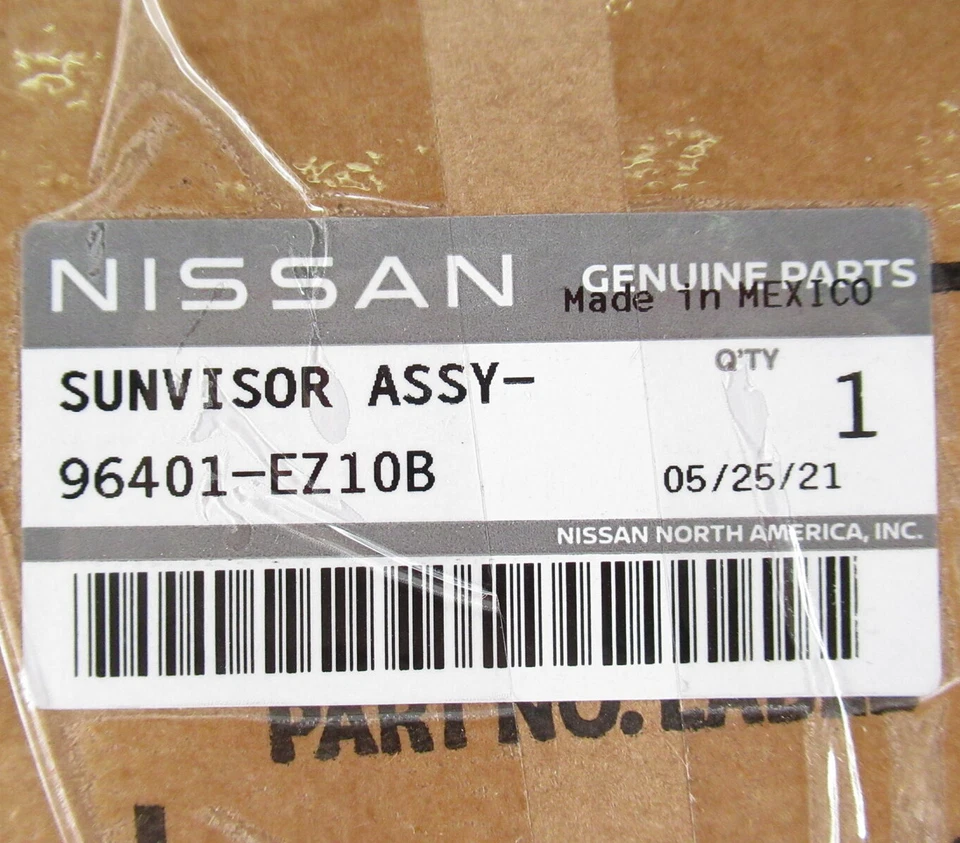 NISSAN GENUINE PARTS
Made in MEXICO
SUNVISOR ASSY-
Q'TY
1
96401-EZ10B
05/25/21
NISSAN NORTH AMERICA, INC.
PART NO. LABEL